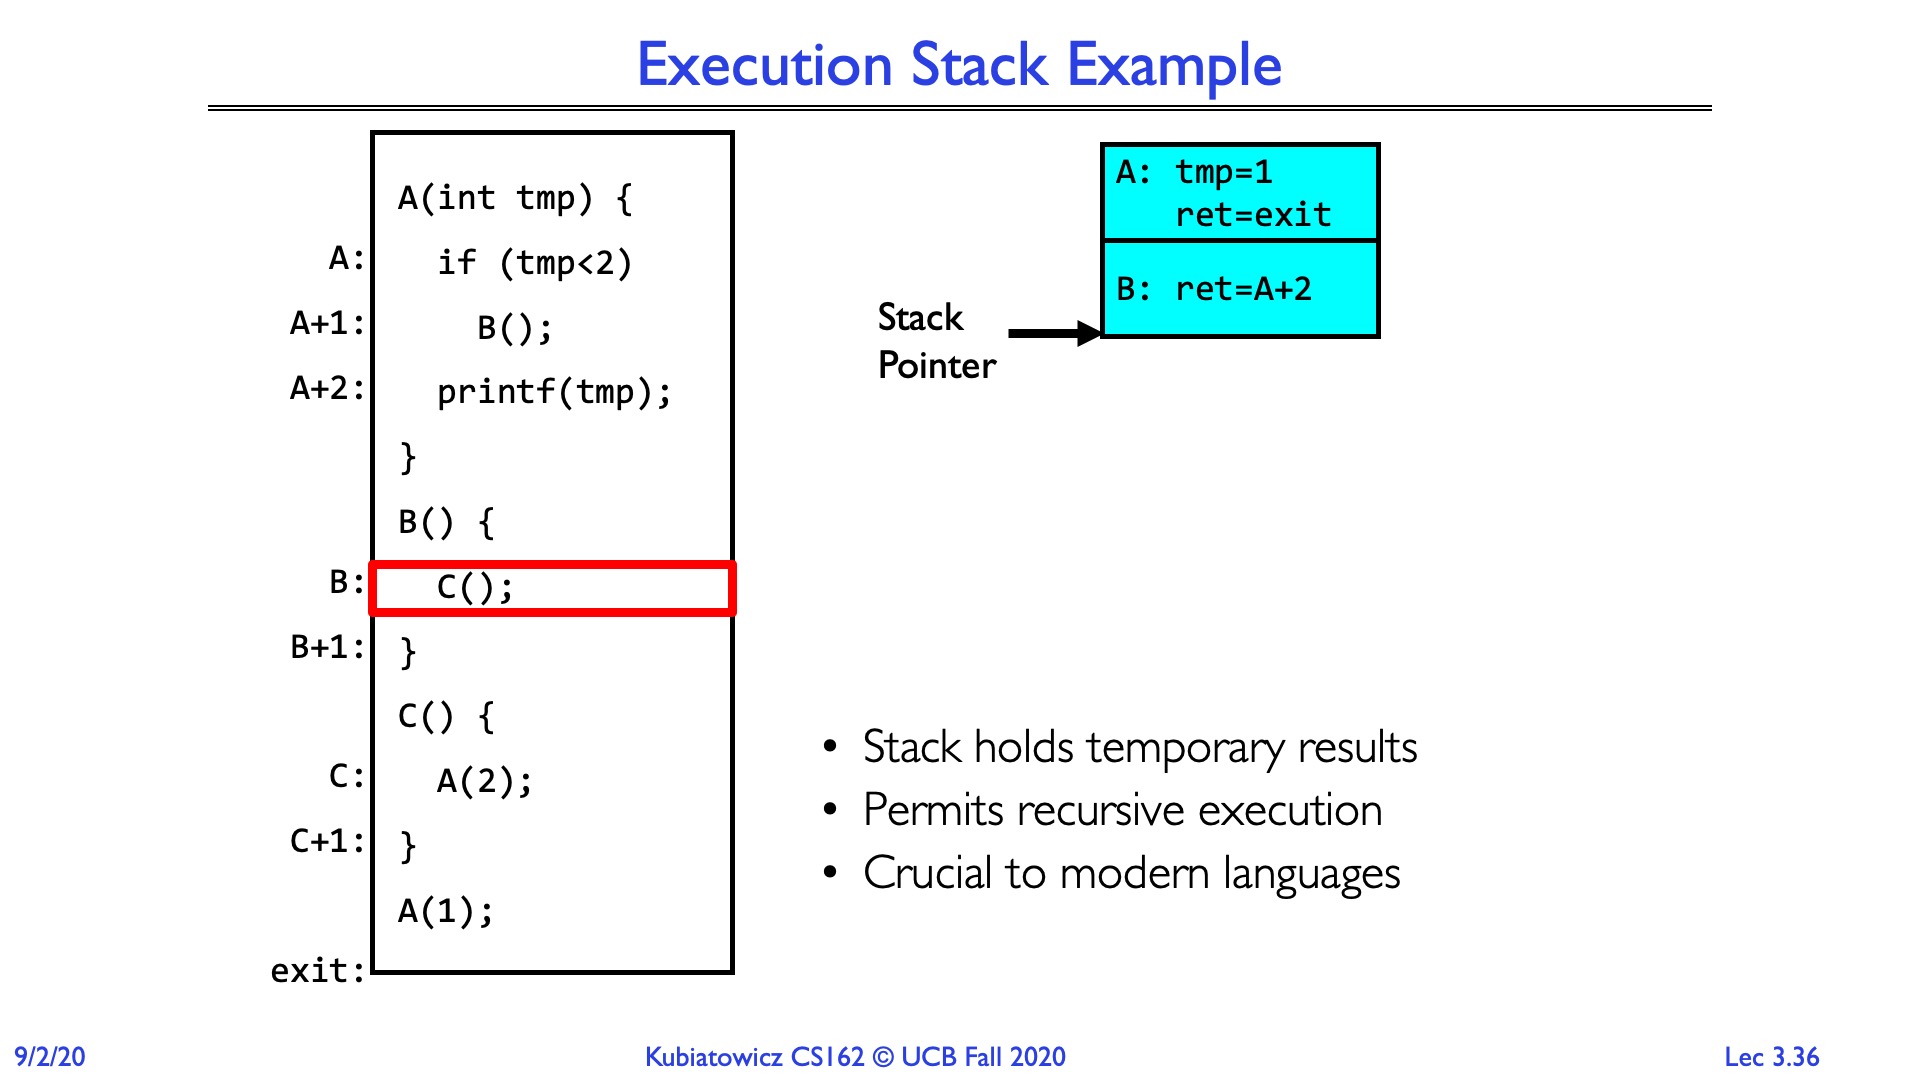 Execution Stack Example
A(int tmp) {
A: if (tmp<2)
A+1: B();
A+2: printf(tmp);
}
B() {
B: C();
B+1: }
C() {
C: A(2);
C+1: }
A(1);
exit:
A: tmp=1
ret=exit
B: ret=A+2
Stack
Pointer
• Stack holds temporary results
• Permits recursive execution
• Crucial to modern languages
9/2/20
Kubiatowicz CS162 © UCB Fall 2020
Lec 3.36